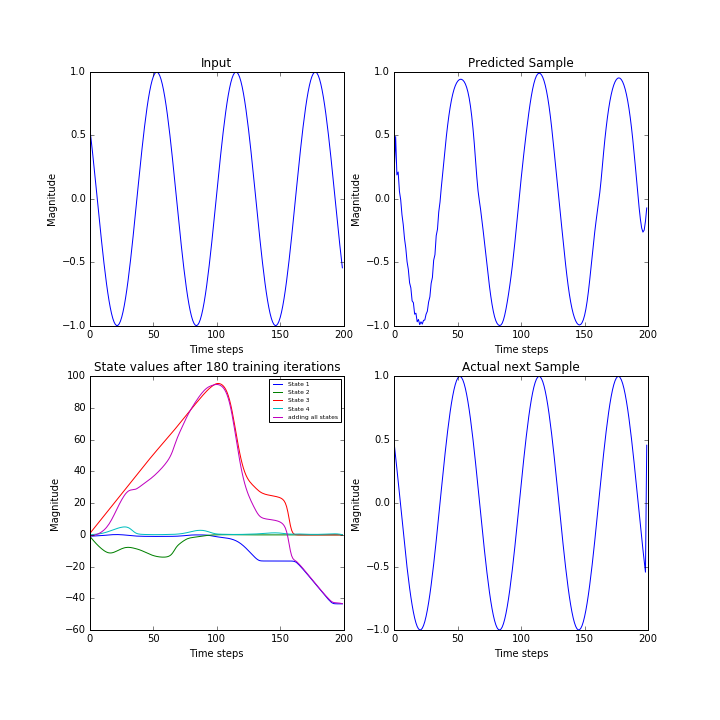 Input
1.0
0.5
0.0
−0.5
−1.0
Magnitude
0
50
100
150
200
Time steps
Predicted Sample
1.0
0.5
0.0
−0.5
−1.0
Magnitude
0
50
100
150
200
Time steps
State values after 180 training iterations
100
80
60
40
20
0
−20
−40
−60
Magnitude
State 1
State 2
State 3
State 4
adding all states
0
50
100
150
200
Time steps
Actual next Sample
1.0
0.5
0.0
−0.5
−1.0
Magnitude
0
50
100
150
200
Time steps